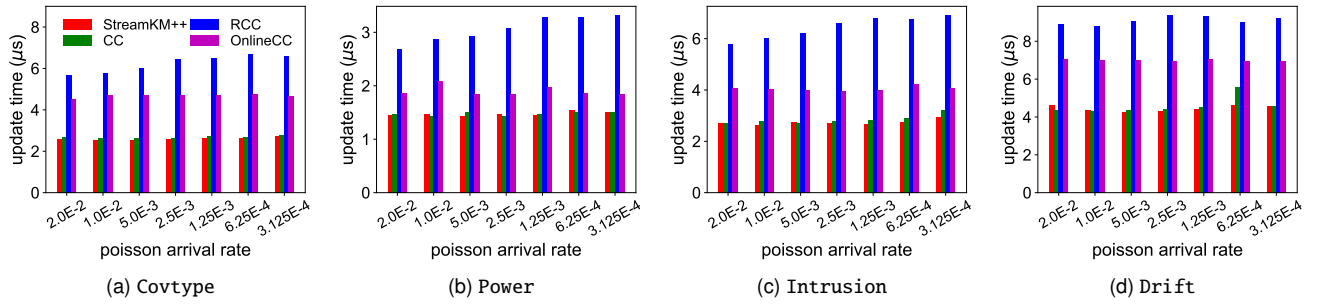 update time (μs)
8
6
4
2
0
StreamKM++
CC
RCC
OnlineCC
2.0E-2 1.0E-2 5.0E-3 2.5E-3 1.25E-3 6.25E-4 3.125E-4
poisson arrival rate
(a) Covtype
update time (μs)
3
2
1
0
2.0E-2 1.0E-2 5.0E-3 2.5E-3 1.25E-3 6.25E-4 3.125E-4
poisson arrival rate
(b) Power
update time (μs)
6
4
2
0
2.0E-2 1.0E-2 5.0E-3 2.5E-3 1.25E-3 6.25E-4 3.125E-4
poisson arrival rate
(c) Intrusion
update time (μs)
8
6
4
2
0
2.0E-2 1.0E-2 5.0E-3 2.5E-3 1.25E-3 6.25E-4 3.125E-4
poisson arrival rate
(d) Drift